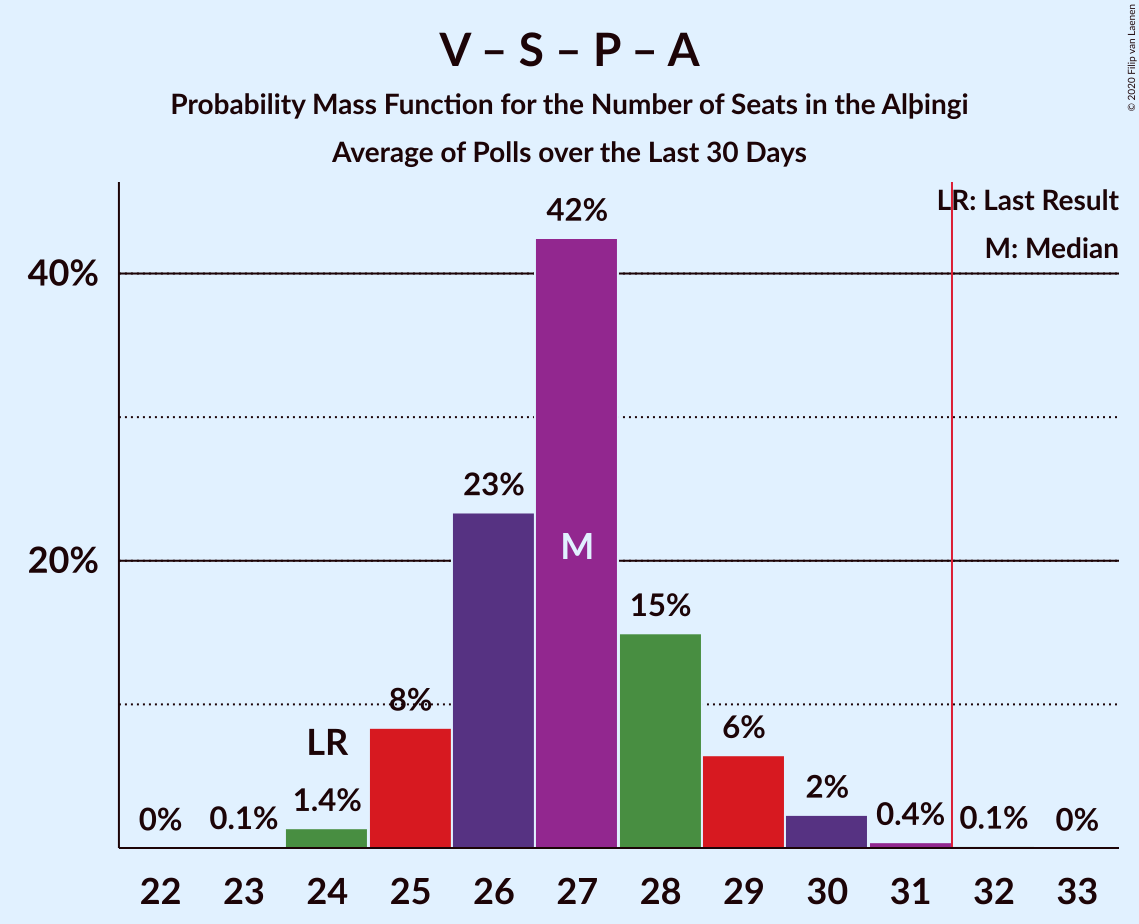 V – S – P – A
Probability Mass Function for the Number of Seats in the Alþingi
Average of Polls over the Last 30 Days
© 2020 Filip van Laenen
LR: Last Result
M: Median
40%
20%
0%
0.1%
LR
1.4%
8%
23%
42%
M
15%
6%
2%
0.4%
0.1%
0%
22 23 24 25 26 27 28 29 30 31 32 33